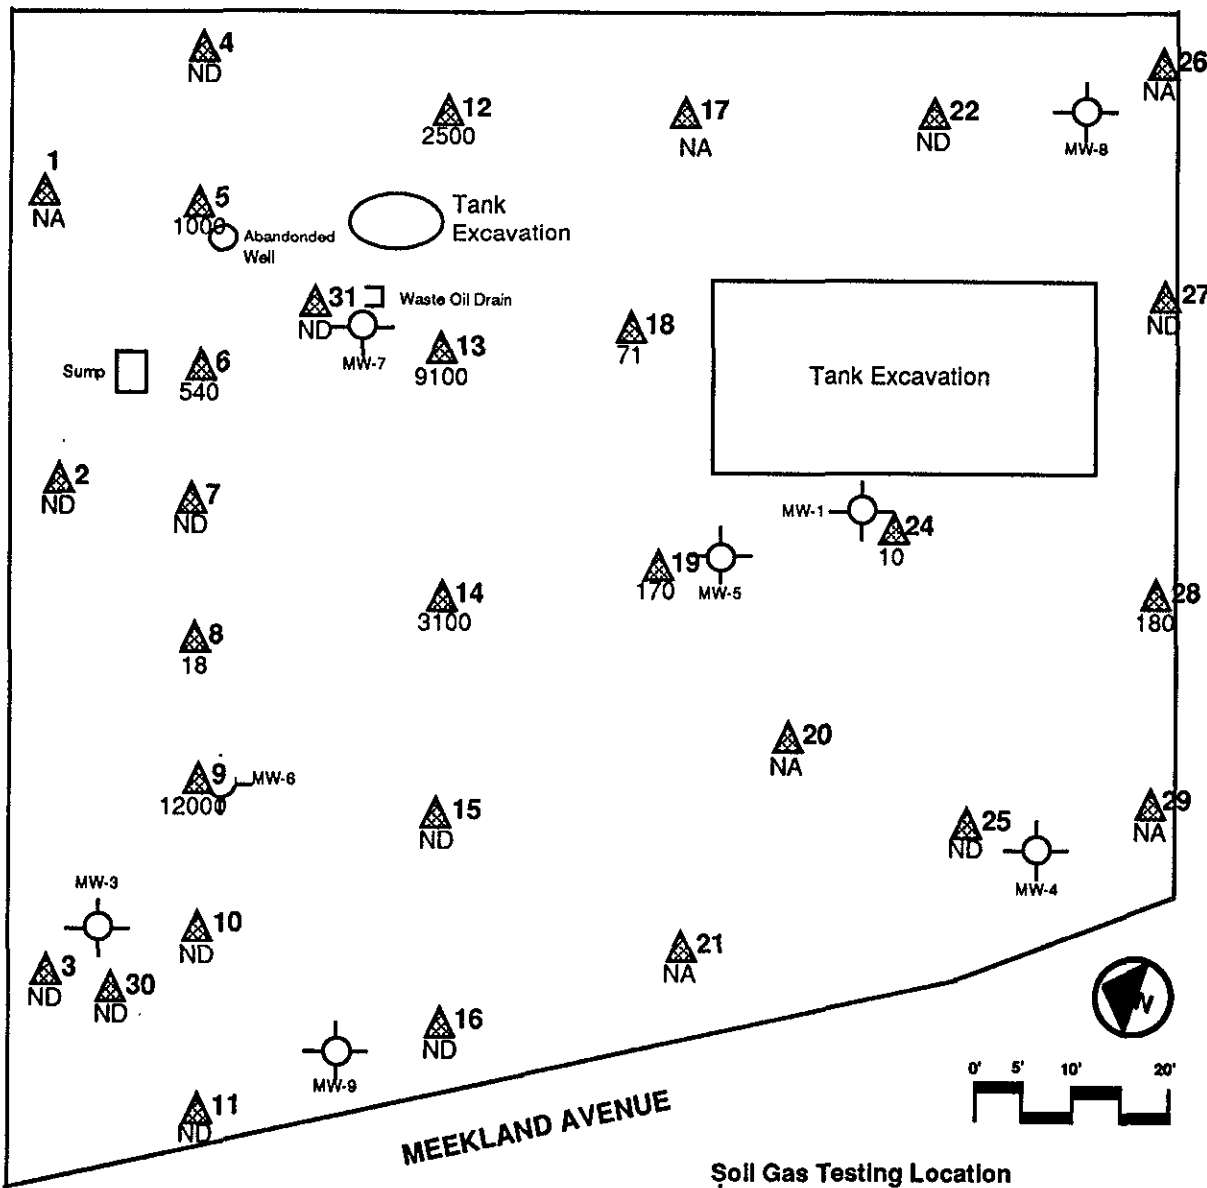 4
ND
26
NA
12
2500
17
NA
22
ND
MW-8
1
NA
5
1000
Abandonded
Well
Tank
Excavation
27
ND
31
ND
Waste Oil Drain
MW-7
13
9100
18
71
Tank Excavation
Sump
6
540
2
ND
7
ND
MW-1
24
10
19
170
MW-5
14
3100
28
180
8
18
20
NA
9
12000
MW-6
15
ND
25
ND
MW-4
29
NA
MW-3
10
ND
3
ND
30
ND
21
NA
16
ND
MW-9
11
ND
MEEKLAND AVENUE
0' 5' 10' 20'
Soil Gas Testing Location